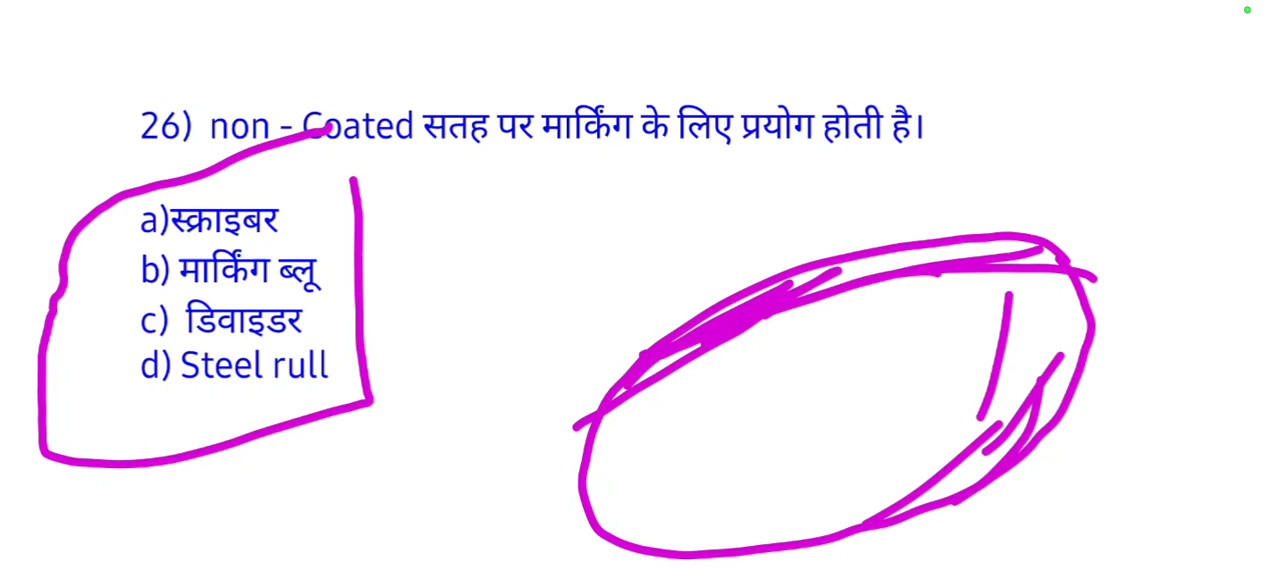 26) non - Coated सतह पर मार्किंग के लिए प्रयोग होती है।
a)स्क्राइबर
b) मार्किंग ब्लू
c) डिवाइडर
d) Steel rull